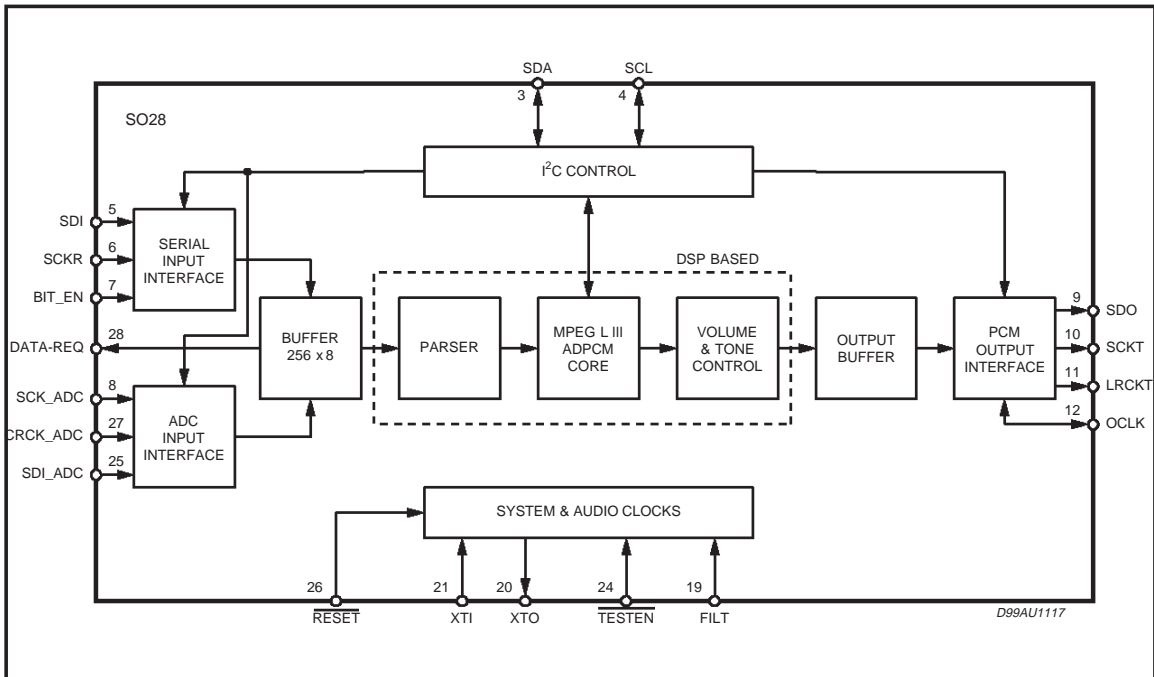 SDA
SCL
3
4
SO28
I²C CONTROL
SDI
5
SCKR
6
BIT_EN
7
SERIAL
INPUT
INTERFACE
DSP BASED
DATA-REQ
28
BUFFER
256 x 8
PARSER
MPEG L III
ADPCM
CORE
VOLUME
& TONE
CONTROL
OUTPUT
BUFFER
PCM
OUTPUT
INTERFACE
9
SDO
10
SCKT
11
LRCKT
12
OCLK
SCK_ADC
8
CRCK_ADC
27
SDI_ADC
25
ADC
INPUT
INTERFACE
SYSTEM & AUDIO CLOCKS
26
21
20
24
19
RESET
XTI
XTO
TESTEN
FILT
D99AU1117